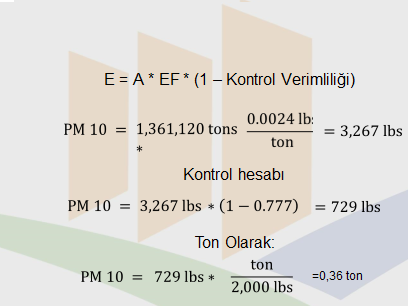 E = A * EF * (1 – Kontrol Verimliliği)
PM 10 = 1,361,120 tons * 0.0024 lbs/ton = 3,267 lbs
Kontrol hesabı
PM 10 = 3,267 lbs * (1 − 0.777) = 729 lbs
Ton Olarak:
PM 10 = 729 lbs * ton/2,000 lbs =0,36 ton